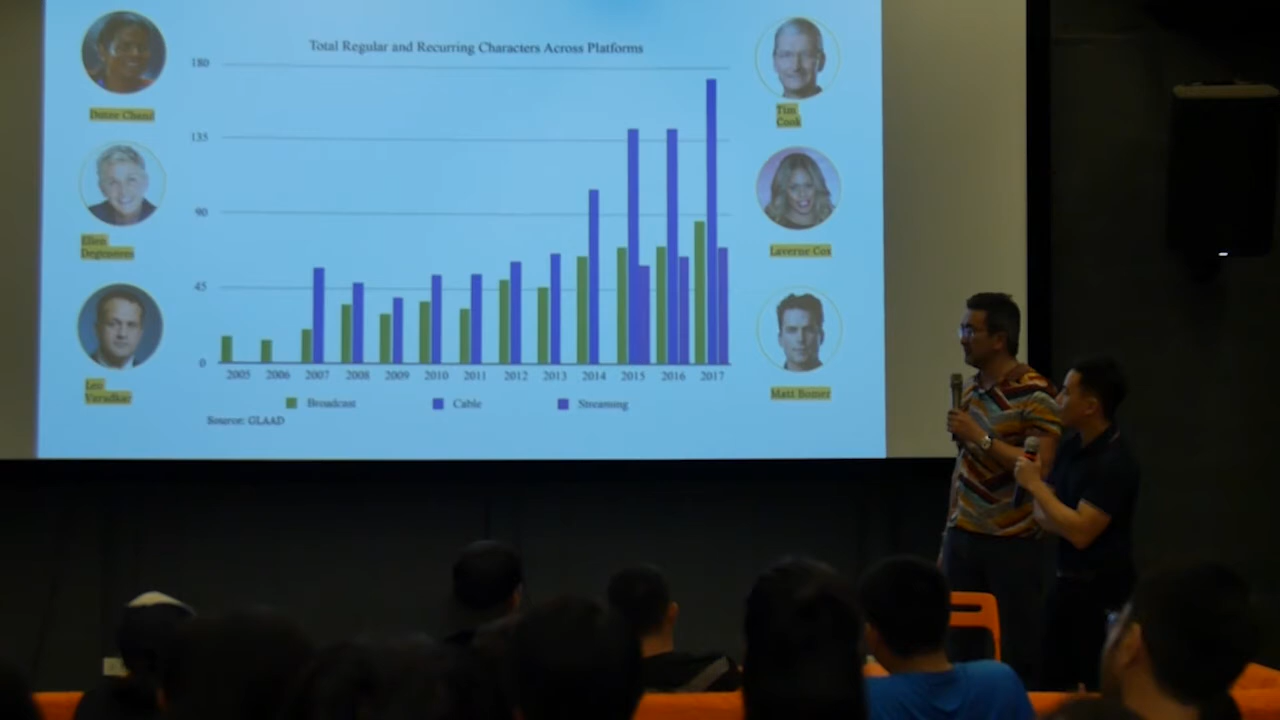 Total Regular and Recurring Characters Across Platforms
180
135
90
45
0
2005 2006 2007 2008 2009 2010 2011 2012 2013 2014 2015 2016 2017
Broadcast Cable Streaming
Source: GLAAD
Dutee Chand
Ellen
Degeneres
Leo
Varadkar
Tim
Cook
Laverne Cox
Matt Bomer